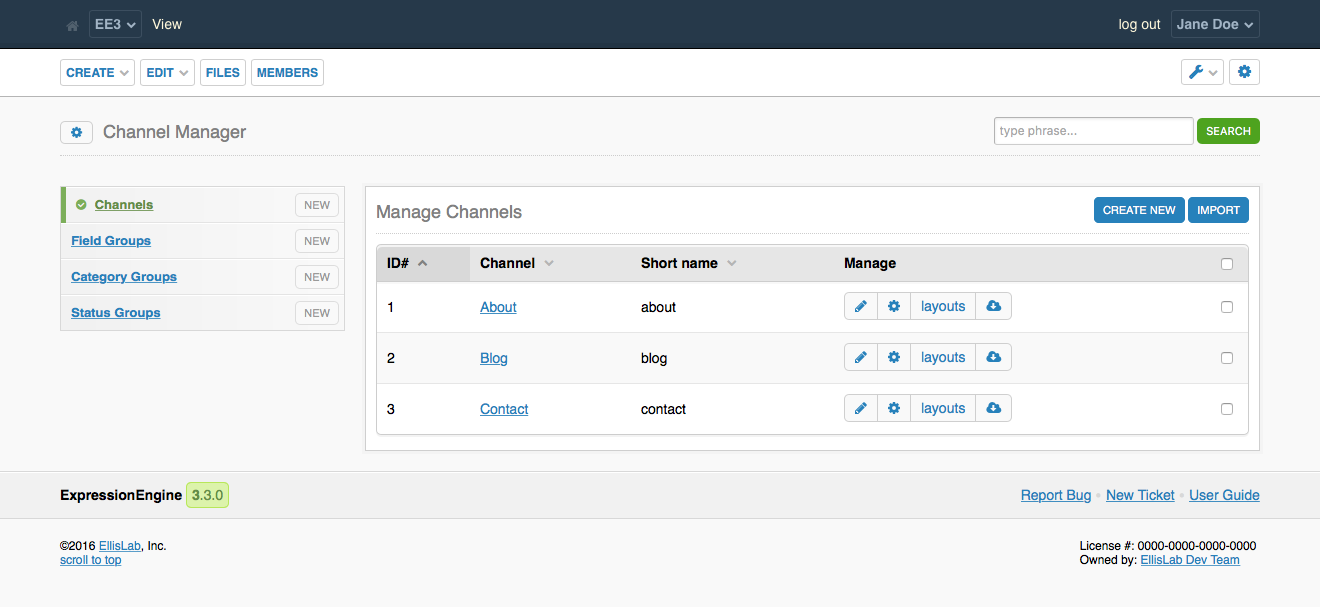 EE3 View log out Jane Doe
CREATE EDIT FILES MEMBERS
Channel Manager type phrase... SEARCH
Channels NEW
Field Groups NEW
Category Groups NEW
Status Groups NEW
Manage Channels CREATE NEW IMPORT
ID# Channel Short name Manage
1 About about layouts
2 Blog blog layouts
3 Contact contact layouts
ExpressionEngine 3.3.0 Report Bug • New Ticket • User Guide
©2016 EllisLab, Inc. License #: 0000-0000-0000-0000
scroll to top Owned by: EllisLab Dev Team